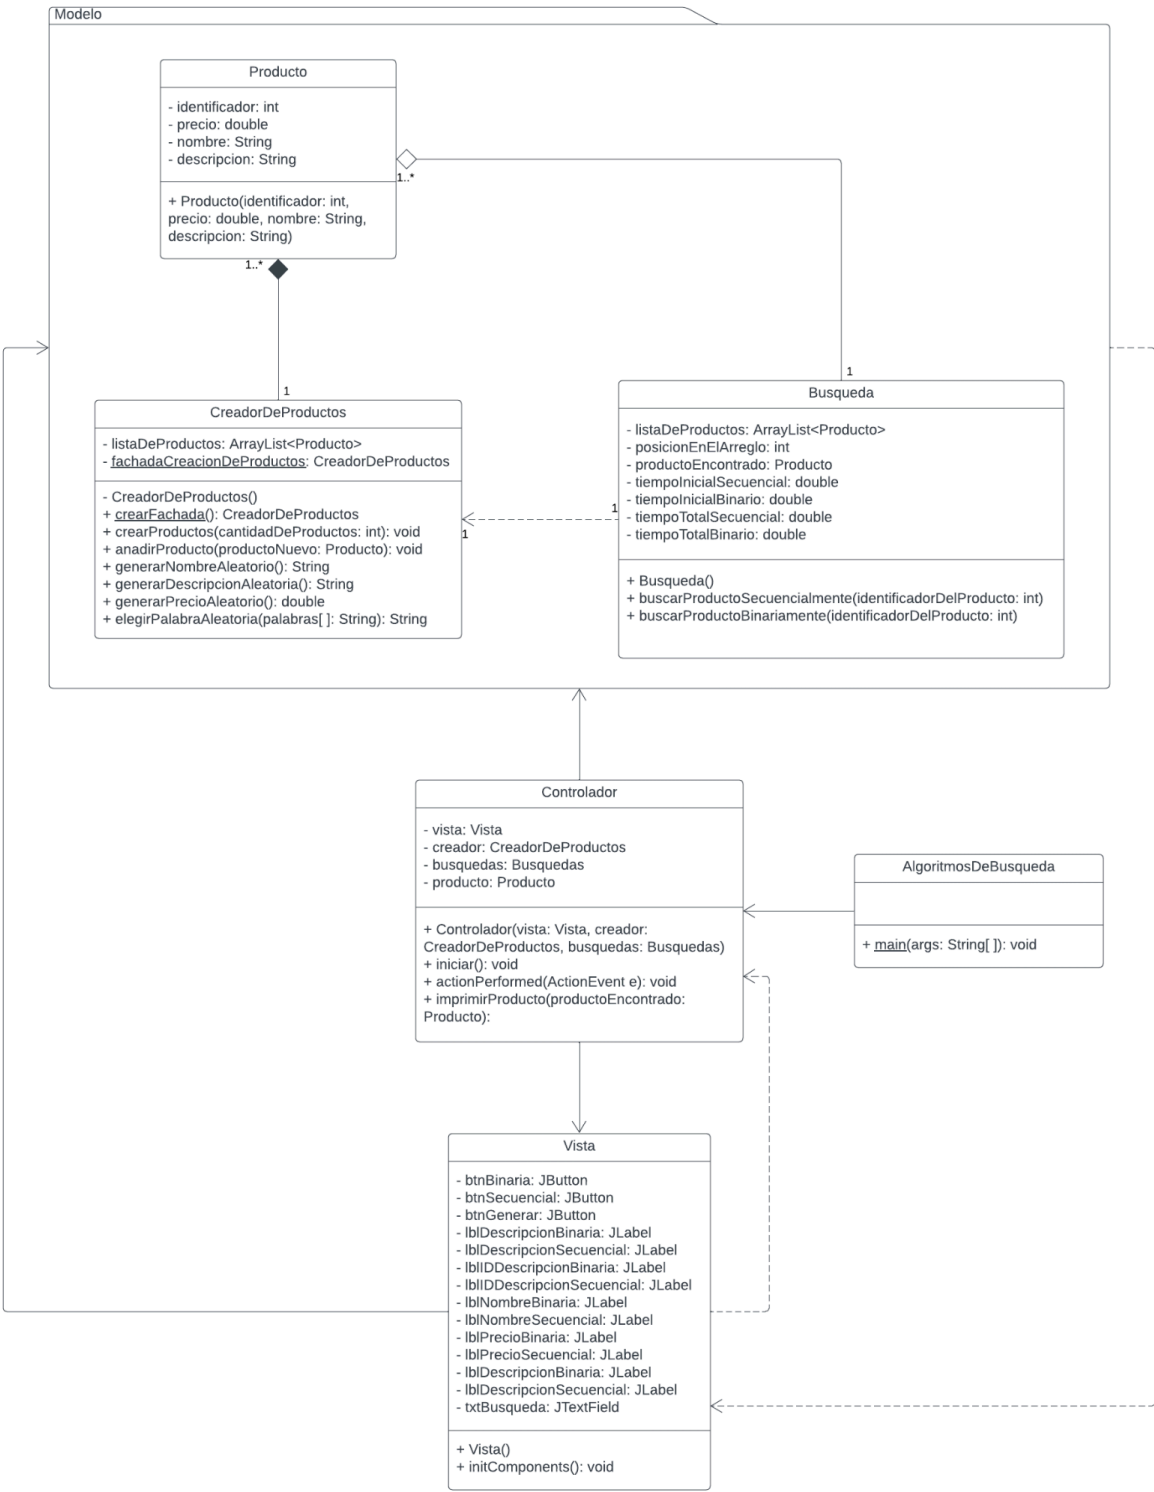 Modelo
Producto
- identificador: int
- precio: double
- nombre: String
- descripcion: String
1..*
+ Producto(identificador: int,
precio: double, nombre: String,
descripcion: String)
1..*
1
1
CreadorDeProductos
- listaDeProductos: ArrayList<Producto>
- fachadaCreacionDeProductos: CreadorDeProductos
- CreadorDeProductos()
+ crearFachada(): CreadorDeProductos
+ crearProductos(cantidadDeProductos: int): void
+ anadirProducto(productoNuevo: Producto): void
+ generarNombreAleatorio(): String
+ generarDescripcionAleatoria(): String
+ generarPrecioAleatorio(): double
+ elegirPalabraAleatoria(palabras[ ]: String): String
1
1
Busqueda
- listaDeProductos: ArrayList<Producto>
- posicionEnElArreglo: int
- productoEncontrado: Producto
- tiempoInicialSecuencial: double
- tiempoInicialBinario: double
- tiempoTotalSecuencial: double
- tiempoTotalBinario: double
+ Busqueda()
+ buscarProductoSecuencialmente(identificadorDelProducto: int)
+ buscarProductoBinariamente(identificadorDelProducto: int)
Controlador
- vista: Vista
- creador: CreadorDeProductos
- busquedas: Busquedas
- producto: Producto
+ Controlador(vista: Vista, creador:
CreadorDeProductos, busquedas: Busquedas)
+ iniciar(): void
+ actionPerformed(ActionEvent e): void
+ imprimirProducto(productoEncontrado:
Producto):
AlgoritmosDeBusqueda
+ main(args: String[ ]): void
Vista
- btnBinaria: JButton
- btnSecuencial: JButton
- btnGenerar: JButton
- lblDescripcionBinaria: JLabel
- lblDescripcionSecuencial: JLabel
- lblIDDescripcionBinaria: JLabel
- lblIDDescripcionSecuencial: JLabel
- lblNombreBinaria: JLabel
- lblNombreSecuencial: JLabel
- lblPrecioBinaria: JLabel
- lblPrecioSecuencial: JLabel
- lblDescripcionBinaria: JLabel
- lblDescripcionSecuencial: JLabel
- txtBusqueda: JTextField
+ Vista()
+ initComponents(): void